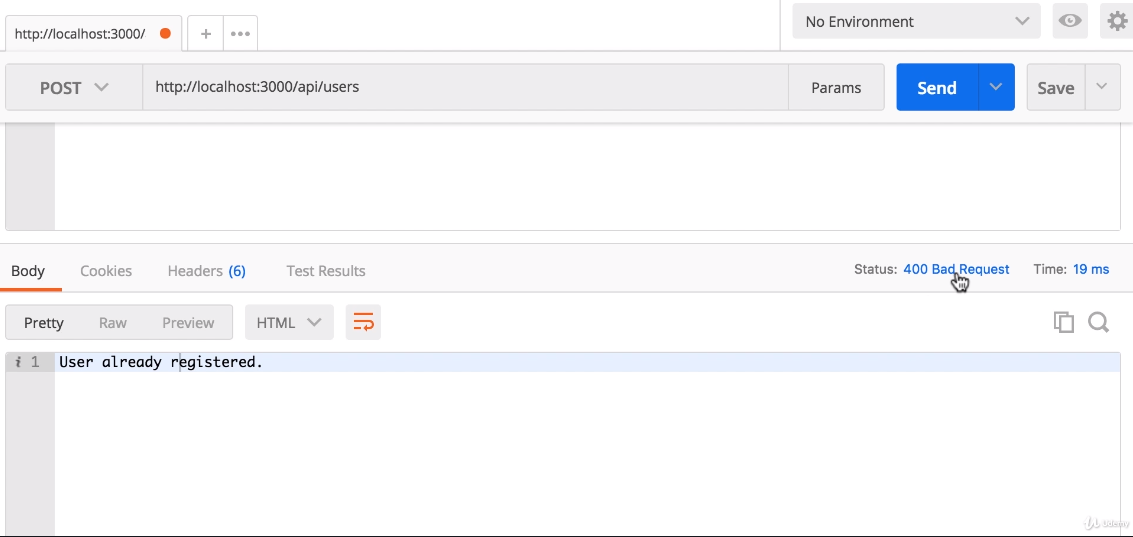 http://localhost:3000/
No Environment
POST
http://localhost:3000/api/users
Params
Send
Save
Body
Cookies
Headers (6)
Test Results
Status: 400 Bad Request
Time: 19 ms
Pretty
Raw
Preview
HTML
i 1
User already registered.
Udemy